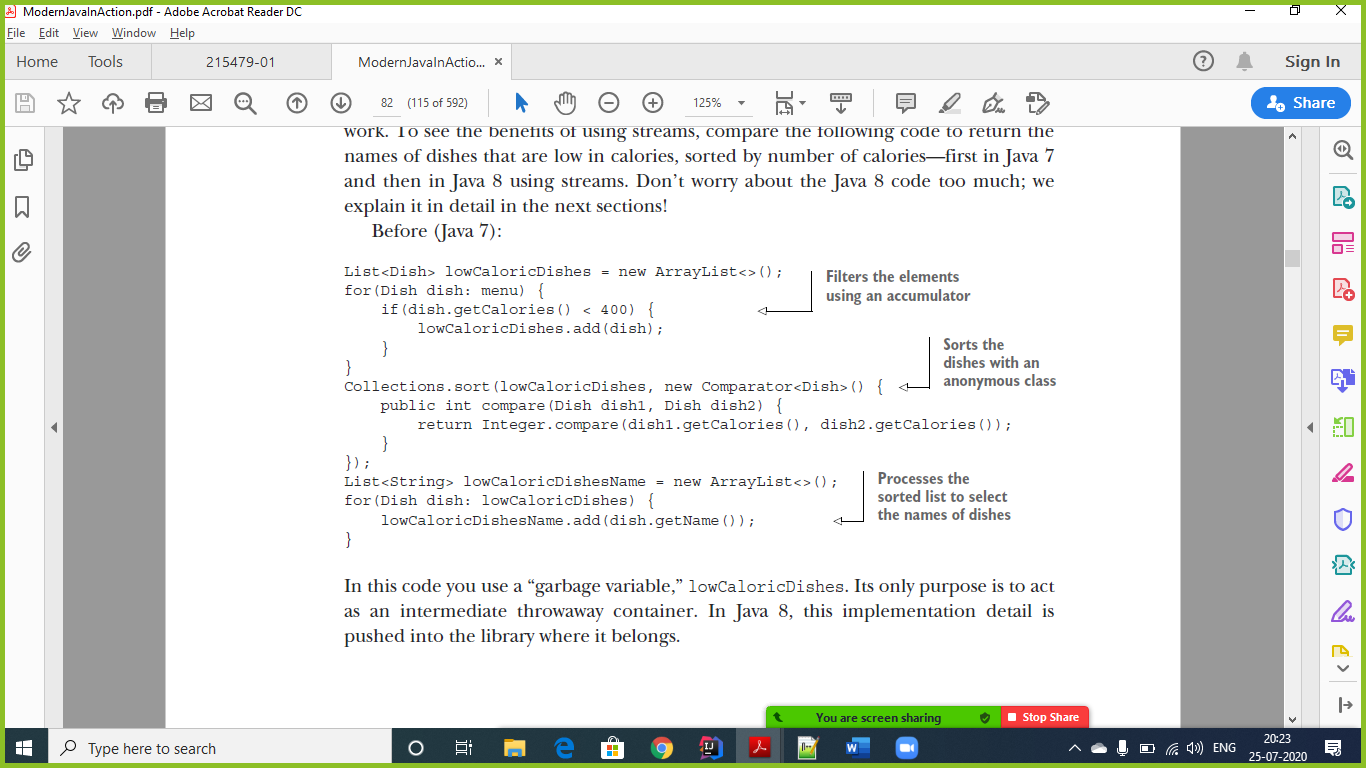 ModernJavaInAction.pdf - Adobe Acrobat Reader DC
File Edit View Window Help
Home Tools 215479-01 ModernJavaInActio... × Sign In
82 (115 of 592) 125% Share
work. To see the benefits of using streams, compare the following code to return the
names of dishes that are low in calories, sorted by number of calories—first in Java 7
and then in Java 8 using streams. Don’t worry about the Java 8 code too much; we
explain it in detail in the next sections!
Before (Java 7):
List<Dish> lowCaloricDishes = new ArrayList<>();
for(Dish dish: menu) {
if(dish.getCalories() < 400) {
lowCaloricDishes.add(dish);
}
}
Filters the elements
using an accumulator
Collections.sort(lowCaloricDishes, new Comparator<Dish>() {
public int compare(Dish dish1, Dish dish2) {
return Integer.compare(dish1.getCalories(), dish2.getCalories());
}
});
Sorts the
dishes with an
anonymous class
List<String> lowCaloricDishesName = new ArrayList<>();
for(Dish dish: lowCaloricDishes) {
lowCaloricDishesName.add(dish.getName());
}
Processes the
sorted list to select
the names of dishes
In this code you use a “garbage variable,” lowCaloricDishes. Its only purpose is to act
as an intermediate throwaway container. In Java 8, this implementation detail is
pushed into the library where it belongs.
You are screen sharing Stop Share
Type here to search
ENG
20:23
25-07-2020